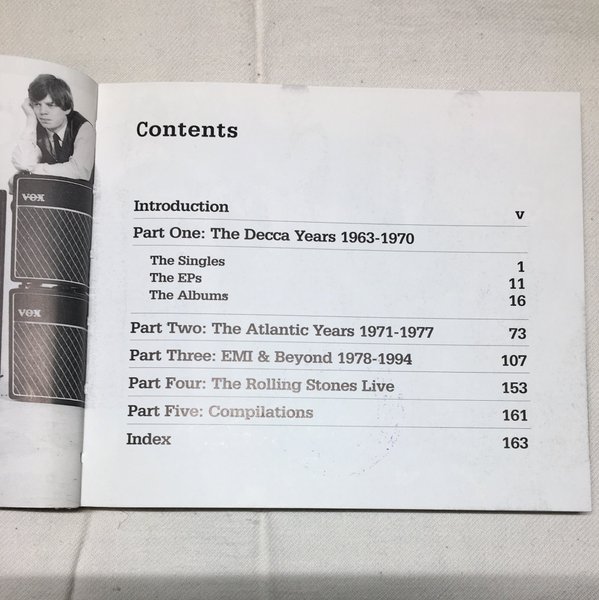 Contents
VOX
VOX
Introduction v
Part One: The Decca Years 1963-1970
The Singles 1
The EPs 11
The Albums 16
Part Two: The Atlantic Years 1971-1977 73
Part Three: EMI & Beyond 1978-1994 107
Part Four: The Rolling Stones Live 153
Part Five: Compilations 161
Index 163